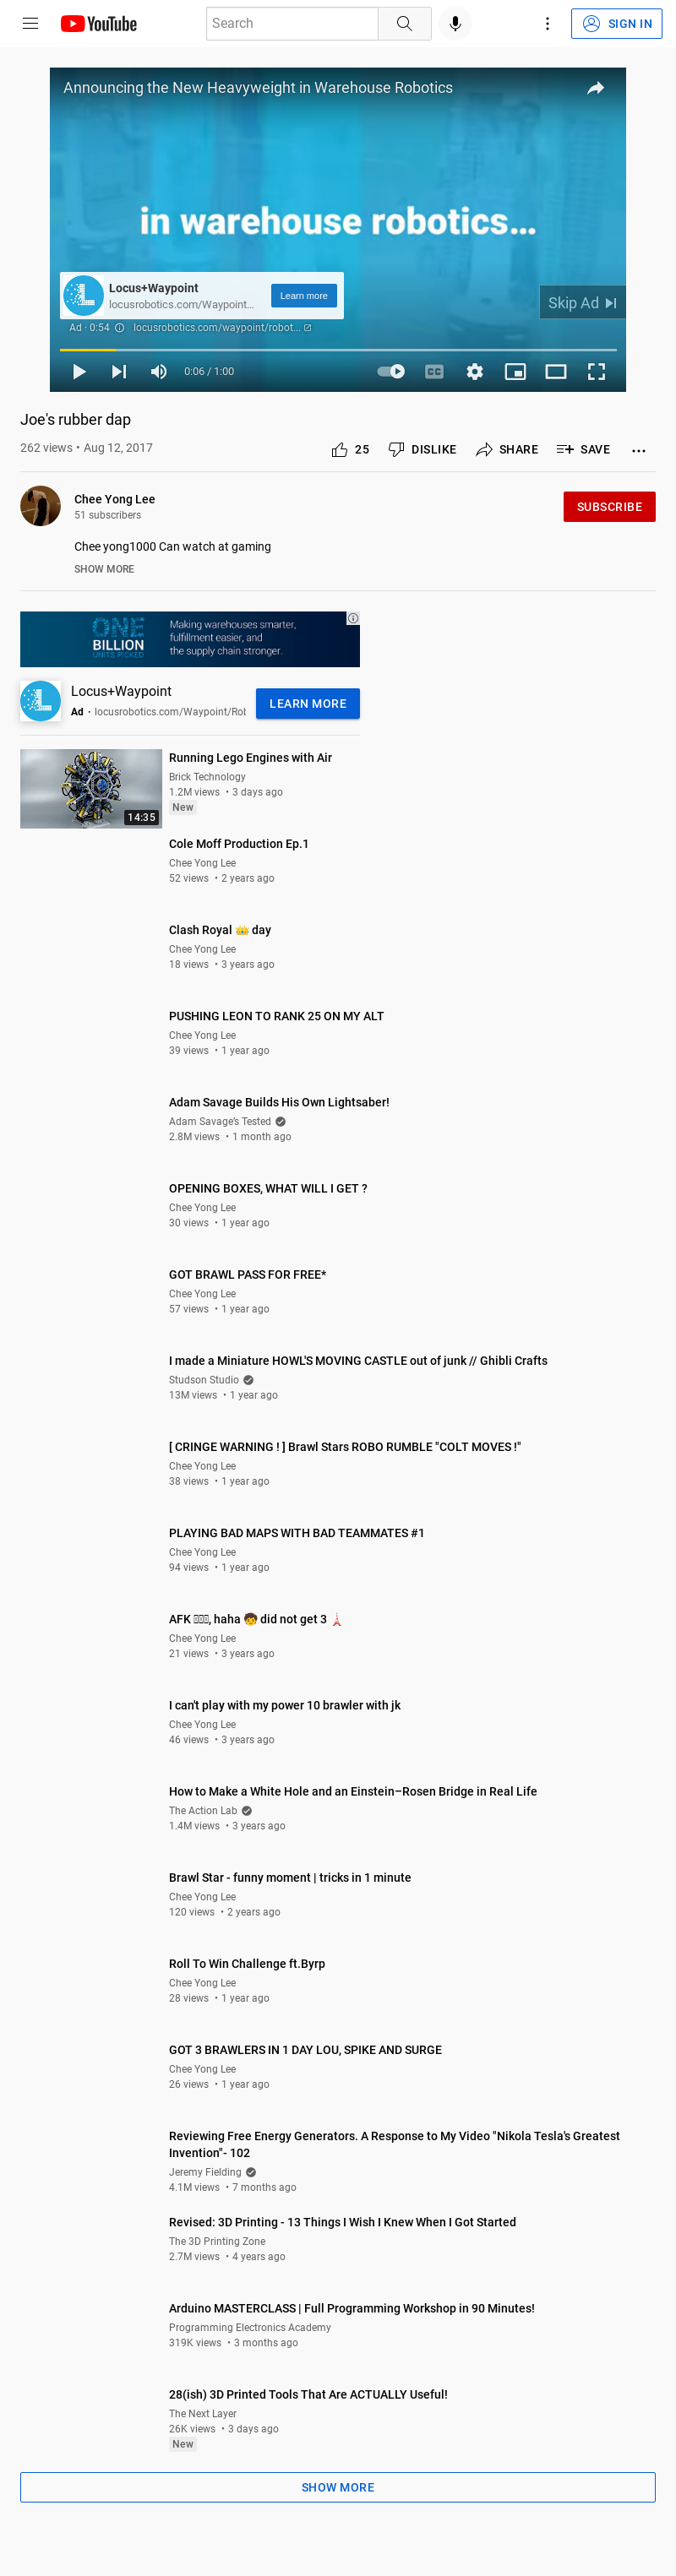 YouTube
Search
SIGN IN
Announcing the New Heavyweight in Warehouse Robotics
in warehouse robotics...
Locus+Waypoint
locusrobotics.com/Waypoint...
Learn more
Skip Ad
Ad · 0:54 locusrobotics.com/waypoint/robot...
0:06 / 1:00
CC
Joe's rubber dap
262 views • Aug 12, 2017
25 DISLIKE SHARE SAVE
Chee Yong Lee
51 subscribers
SUBSCRIBE
Chee yong1000 Can watch at gaming
SHOW MORE
ONE
BILLION
UNITS PICKED
Making warehouses smarter,
fulfillment easier, and
the supply chain stronger.
Locus+Waypoint
Ad • locusrobotics.com/Waypoint/Rob
LEARN MORE
14:35
Running Lego Engines with Air
Brick Technology
1.2M views • 3 days ago
New
Cole Moff Production Ep.1
Chee Yong Lee
52 views • 2 years ago
Clash Royal 👑 day
Chee Yong Lee
18 views • 3 years ago
PUSHING LEON TO RANK 25 ON MY ALT
Chee Yong Lee
39 views • 1 year ago
Adam Savage Builds His Own Lightsaber!
Adam Savage's Tested
2.8M views • 1 month ago
OPENING BOXES, WHAT WILL I GET ?
Chee Yong Lee
30 views • 1 year ago
GOT BRAWL PASS FOR FREE*
Chee Yong Lee
57 views • 1 year ago
I made a Miniature HOWL'S MOVING CASTLE out of junk // Ghibli Crafts
Studson Studio
13M views • 1 year ago
[ CRINGE WARNING ! ] Brawl Stars ROBO RUMBLE "COLT MOVES !"
Chee Yong Lee
38 views • 1 year ago
PLAYING BAD MAPS WITH BAD TEAMMATES #1
Chee Yong Lee
94 views • 1 year ago
AFK , haha 🧒 did not get 3 🗼
Chee Yong Lee
21 views • 3 years ago
I can't play with my power 10 brawler with jk
Chee Yong Lee
46 views • 3 years ago
How to Make a White Hole and an Einstein–Rosen Bridge in Real Life
The Action Lab
1.4M views • 3 years ago
Brawl Star - funny moment | tricks in 1 minute
Chee Yong Lee
120 views • 2 years ago
Roll To Win Challenge ft.Byrp
Chee Yong Lee
28 views • 1 year ago
GOT 3 BRAWLERS IN 1 DAY LOU, SPIKE AND SURGE
Chee Yong Lee
26 views • 1 year ago
Reviewing Free Energy Generators. A Response to My Video "Nikola Tesla's Greatest
Invention"- 102
Jeremy Fielding
4.1M views • 7 months ago
Revised: 3D Printing - 13 Things I Wish I Knew When I Got Started
The 3D Printing Zone
2.7M views • 4 years ago
Arduino MASTERCLASS | Full Programming Workshop in 90 Minutes!
Programming Electronics Academy
319K views • 3 months ago
28(ish) 3D Printed Tools That Are ACTUALLY Useful!
The Next Layer
26K views • 3 days ago
New
SHOW MORE